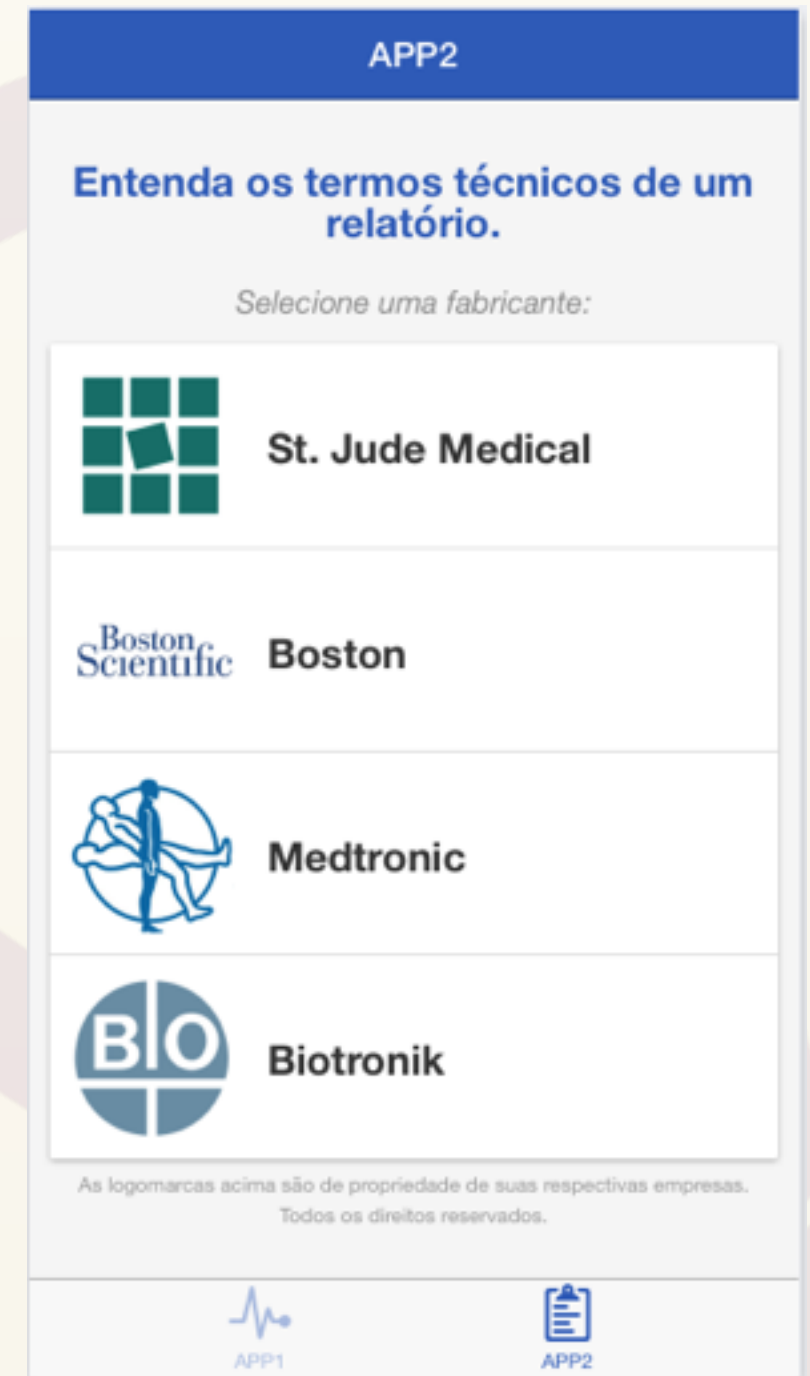 APP2
Entenda os termos técnicos de um
relatório.
Selecione uma fabricante:
St. Jude Medical
Boston
Scientific
Boston
Medtronic
BIO
Biotronik
As logomarcas acima são de propriedade de suas respectivas empresas.
Todos os direitos reservados.
APP1
APP2